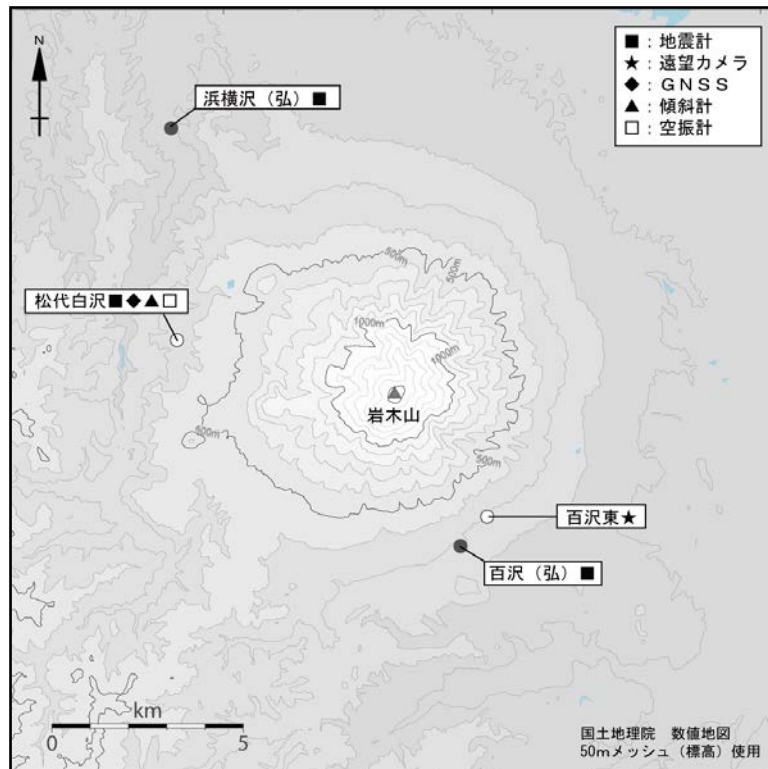 N
■：地震計
★：遠望カメラ
◆：ＧＮＳＳ
▲：傾斜計
□：空振計
浜横沢（弘）■
500m
500m
松代白沢■◆▲□
1000m
1000m
岩木山
500m
500m
百沢東★
百沢（弘）■
km
0 5
国土地理院 数値地図
50mメッシュ（標高）使用